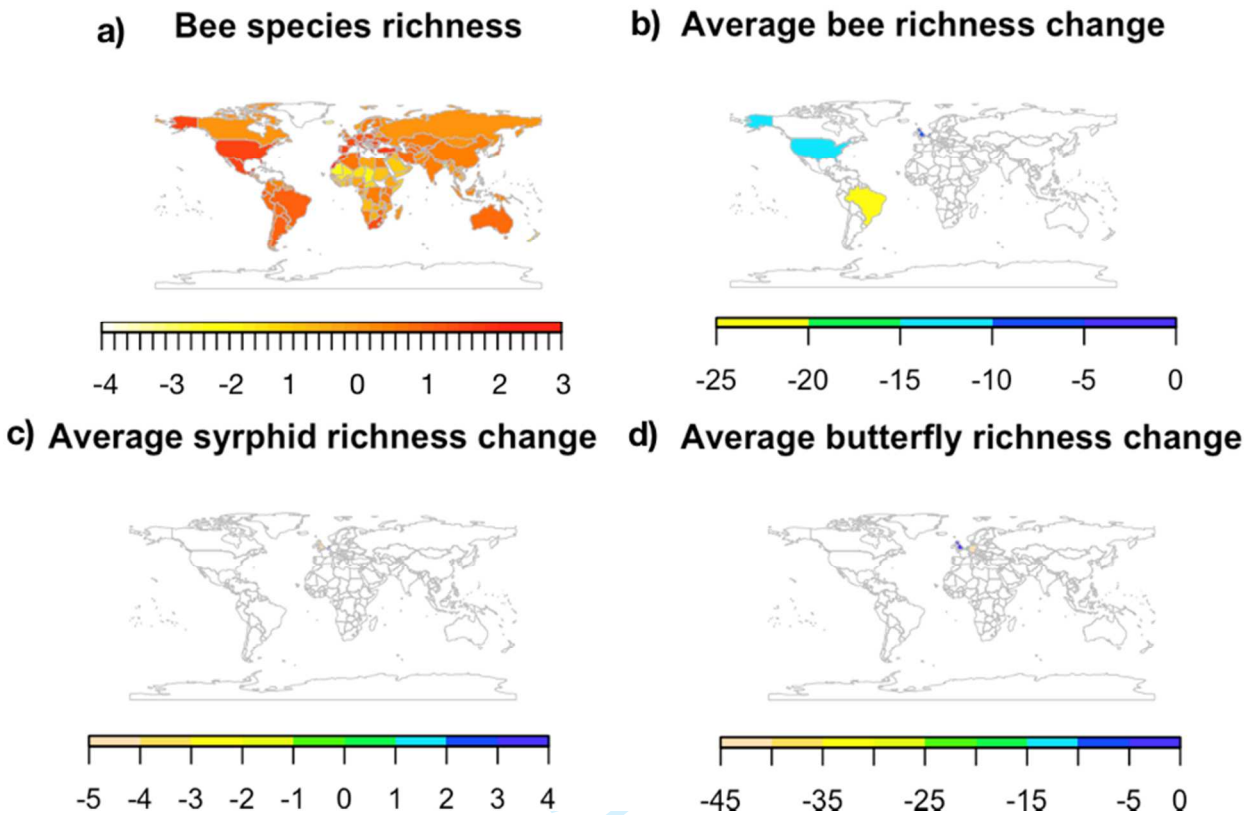 a) Bee species richness
b) Average bee richness change
-4 -3 -2 1 0 1 2 3
-25 -20 -15 -10 -5 0
c) Average syrphid richness change
d) Average butterfly richness change
-5 -4 -3 -2 -1 0 1 2 3 4
-45 -35 -25 -15 -5 0